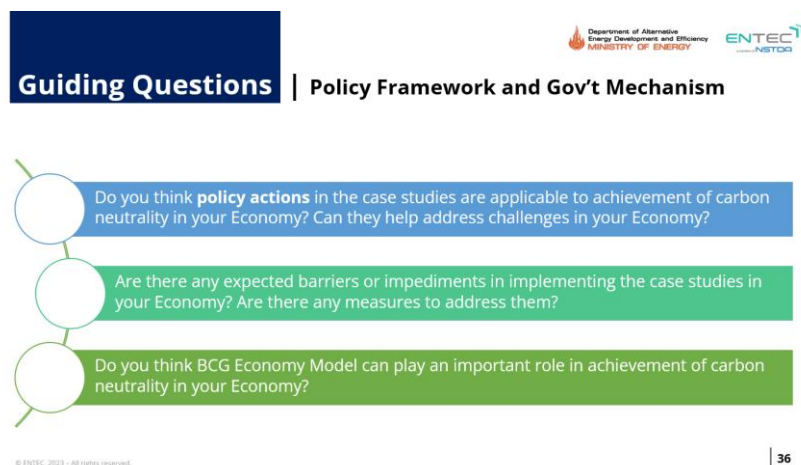 Department of Alternative
Energy Development and Efficiency
MINISTRY OF ENERGY
ENTEC
NSTDA
Guiding Questions | Policy Framework and Gov't Mechanism
Do you think policy actions in the case studies are applicable to achievement of carbon
neutrality in your Economy? Can they help address challenges in your Economy?
Are there any expected barriers or impediments in implementing the case studies in
your Economy? Are there any measures to address them?
Do you think BCG Economy Model can play an important role in achievement of carbon
neutrality in your Economy?
© ENTEC, 2023 – All rights reserved.
36